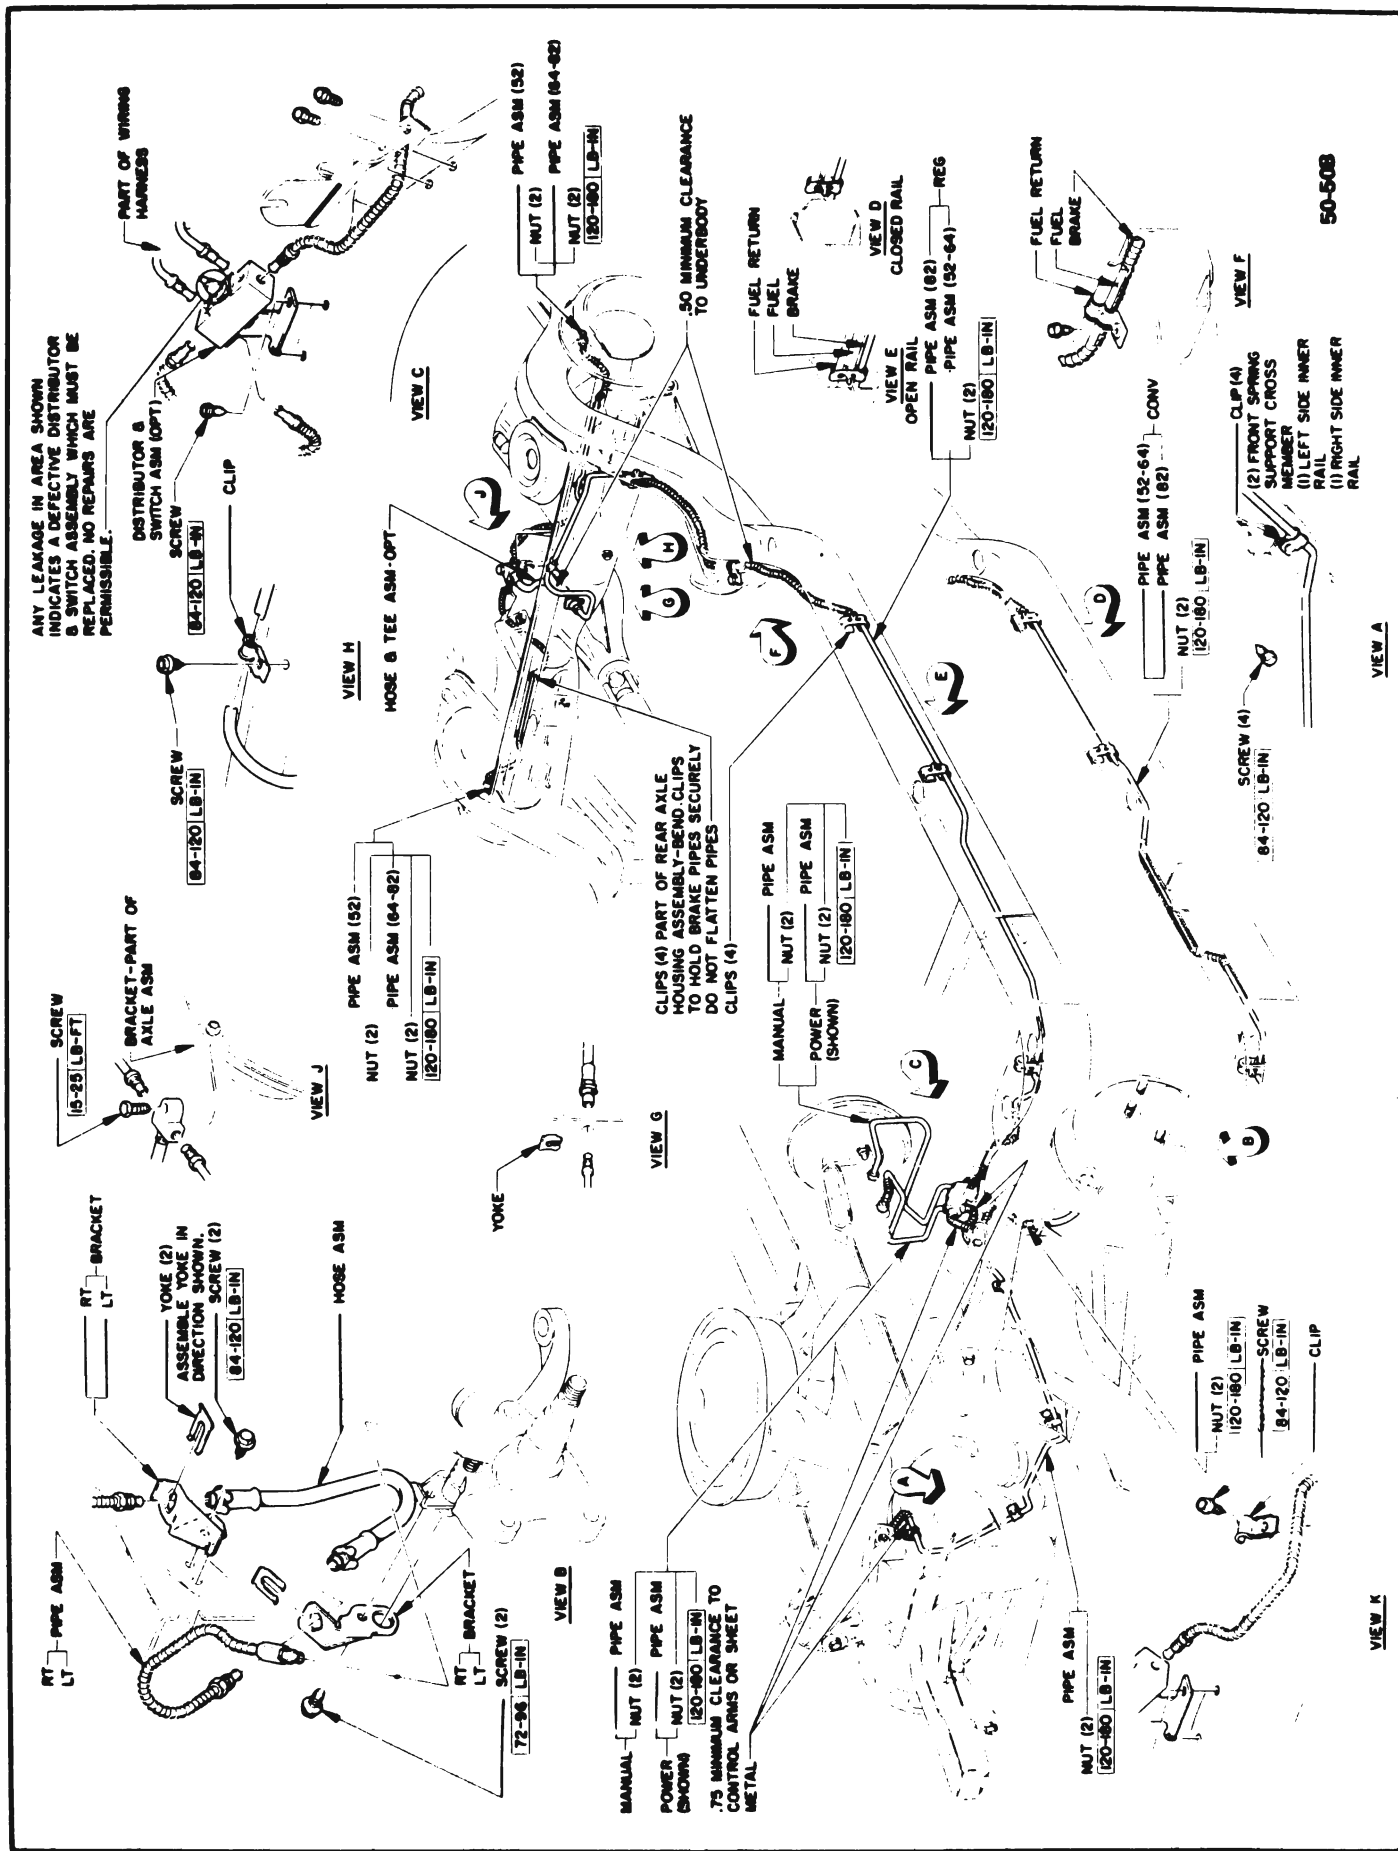 RT
LT
PIPE ASM
RT
LT
BRACKET
YOKE (2)
ASSEMBLE YOKE IN
DIRECTION SHOWN.
SCREW (2)
84-120 LB-IN
HOSE ASM
RT
LT
BRACKET
SCREW (2)
72-96 LB-IN
VIEW B
SCREW
15-25 LB-FT
BRACKET-PART OF
AXLE ASM
VIEW J
YOKE
VIEW G
SCREW
84-120 LB-IN
CLIP
VIEW H
ANY LEAKAGE IN AREA SHOWN
INDICATES A DEFECTIVE DISTRIBUTOR
& SWITCH ASSEMBLY WHICH MUST BE
REPLACED. NO REPAIRS ARE
PERMISSIBLE.
DISTRIBUTOR &
SWITCH ASM (OPT)
SCREW
84-120 LB-IN
PART OF WIRING
HARNESS
VIEW C
PIPE ASM (52)
NUT (2)
PIPE ASM (64-82)
NUT (2)
120-180 LB-IN
HOSE & TEE ASM-OPT
PIPE ASM (52)
NUT (2)
PIPE ASM (64-82)
NUT (2)
120-180 LB-IN
.50 MINIMUM CLEARANCE
TO UNDERBODY
CLIPS (4) PART OF REAR AXLE
HOUSING ASSEMBLY-BEND CLIPS
TO HOLD BRAKE PIPES SECURELY
DO NOT FLATTEN PIPES
CLIPS (4)
MANUAL
PIPE ASM
NUT (2)
POWER
(SHOWN)
PIPE ASM
NUT (2)
120-180 LB-IN
MANUAL
PIPE ASM
NUT (2)
POWER
(SHOWN)
PIPE ASM
NUT (2)
120-180 LB-IN
.75 MINIMUM CLEARANCE TO
CONTROL ARMS OR SHEET
METAL
FUEL RETURN
FUEL
BRAKE
VIEW D
CLOSED RAIL
VIEW E
OPEN RAIL
PIPE ASM (82)
PIPE ASM (52-64)
REG
NUT (2)
120-180 LB-IN
J
H
G
F
E
D
C
B
A
PIPE ASM (52-64)
PIPE ASM (82)
CONV
NUT (2)
120-180 LB-IN
FUEL RETURN
FUEL
BRAKE
VIEW F
CLIP (4)
(2) FRONT SPRING
SUPPORT CROSS
MEMBER
(1) LEFT SIDE INNER
RAIL
(1) RIGHT SIDE INNER
RAIL
SCREW (4)
84-120 LB-IN
VIEW A
PIPE ASM
NUT (2)
120-180 LB-IN
PIPE ASM
NUT (2)
120-180 LB-IN
SCREW
84-120 LB-IN
CLIP
VIEW K
50-50B